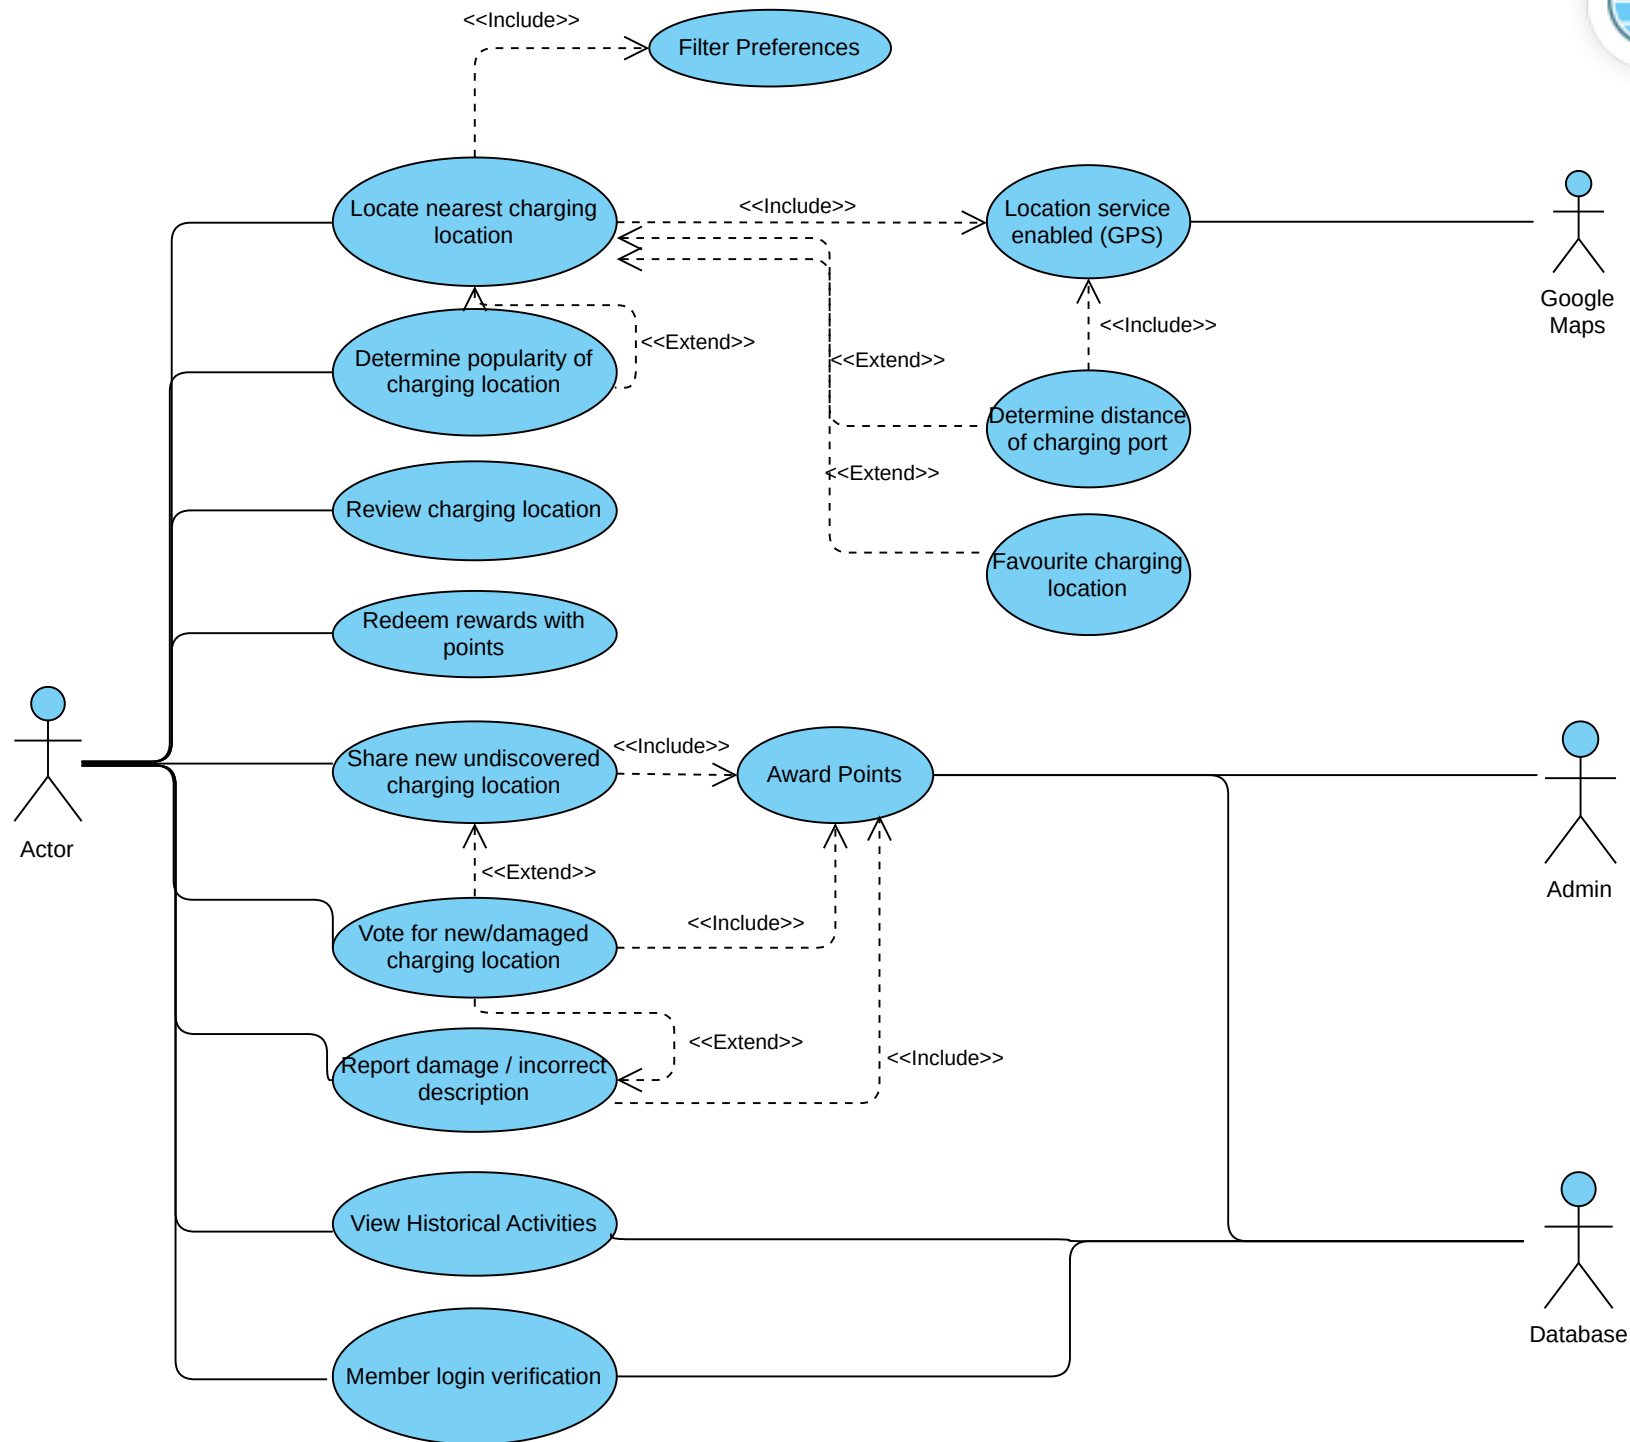 <<Include>>
Filter Preferences
Locate nearest charging
location
<<Include>>
Location service
enabled (GPS)
Google
Maps
<<Include>>
Determine popularity of
charging location
<<Extend>>
<<Extend>>
Determine distance
of charging port
<<Extend>>
Review charging location
Favourite charging
location
Redeem rewards with
points
Share new undiscovered
charging location
<<Include>>
Award Points
Actor
Admin
<<Extend>>
Vote for new/damaged
charging location
<<Include>>
<<Extend>>
<<Include>>
Report damage / incorrect
description
View Historical Activities
Database
Member login verification